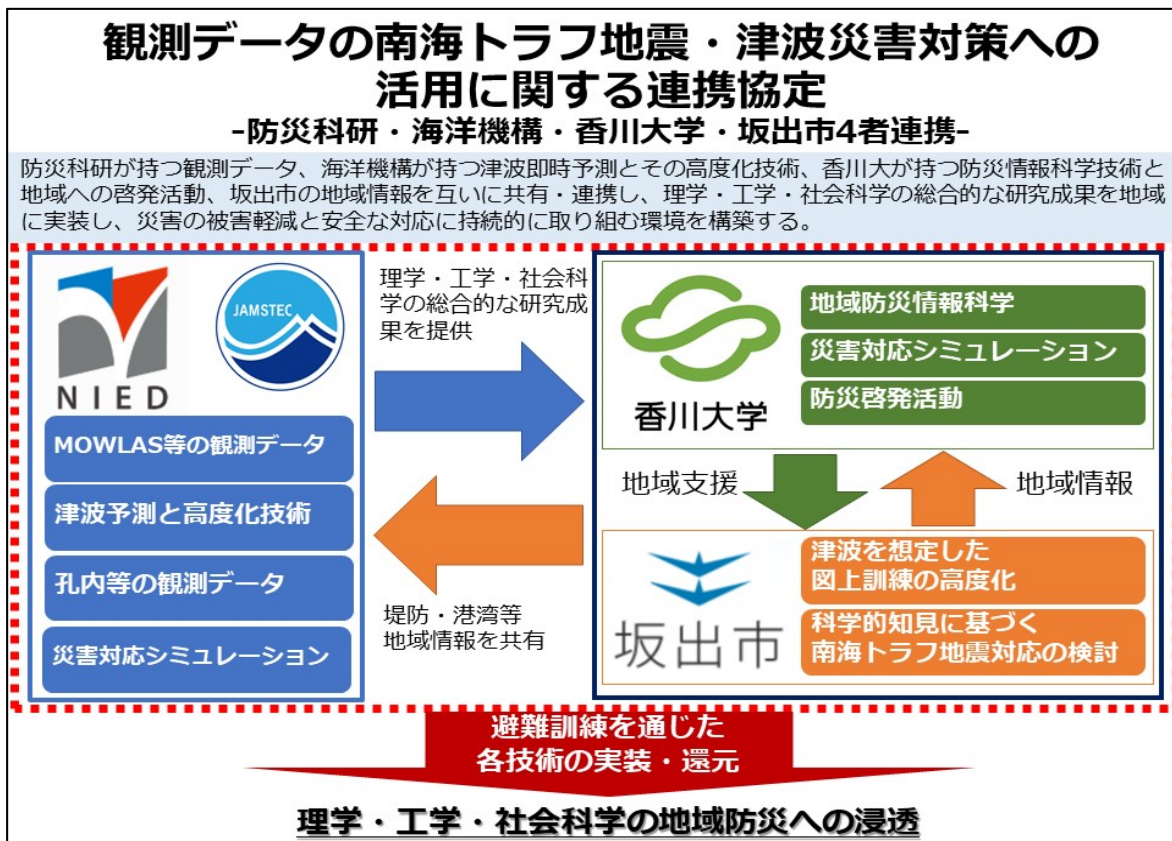 観測データの南海トラフ地震・津波災害対策への
活用に関する連携協定
-防災科研・海洋機構・香川大学・坂出市4者連携-
防災科研が持つ観測データ、海洋機構が持つ津波即時予測とその高度化技術、香川大が持つ防災情報科学技術と
地域への啓発活動、坂出市の地域情報を互いに共有・連携し、理学・工学・社会科学の総合的な研究成果を地域
に実装し、災害の被害軽減と安全な対応に持続的に取り組む環境を構築する。
NIED
JAMSTEC
MOWLAS等の観測データ
津波予測と高度化技術
孔内等の観測データ
災害対応シミュレーション
理学・工学・社会科
学の総合的な研究成
果を提供
堤防・港湾等
地域情報を共有
香川大学
地域防災情報科学
災害対応シミュレーション
防災啓発活動
地域支援
地域情報
坂出市
津波を想定した
図上訓練の高度化
科学的知見に基づく
南海トラフ地震対応の検討
避難訓練を通じた
各技術の実装・還元
理学・工学・社会科学の地域防災への浸透